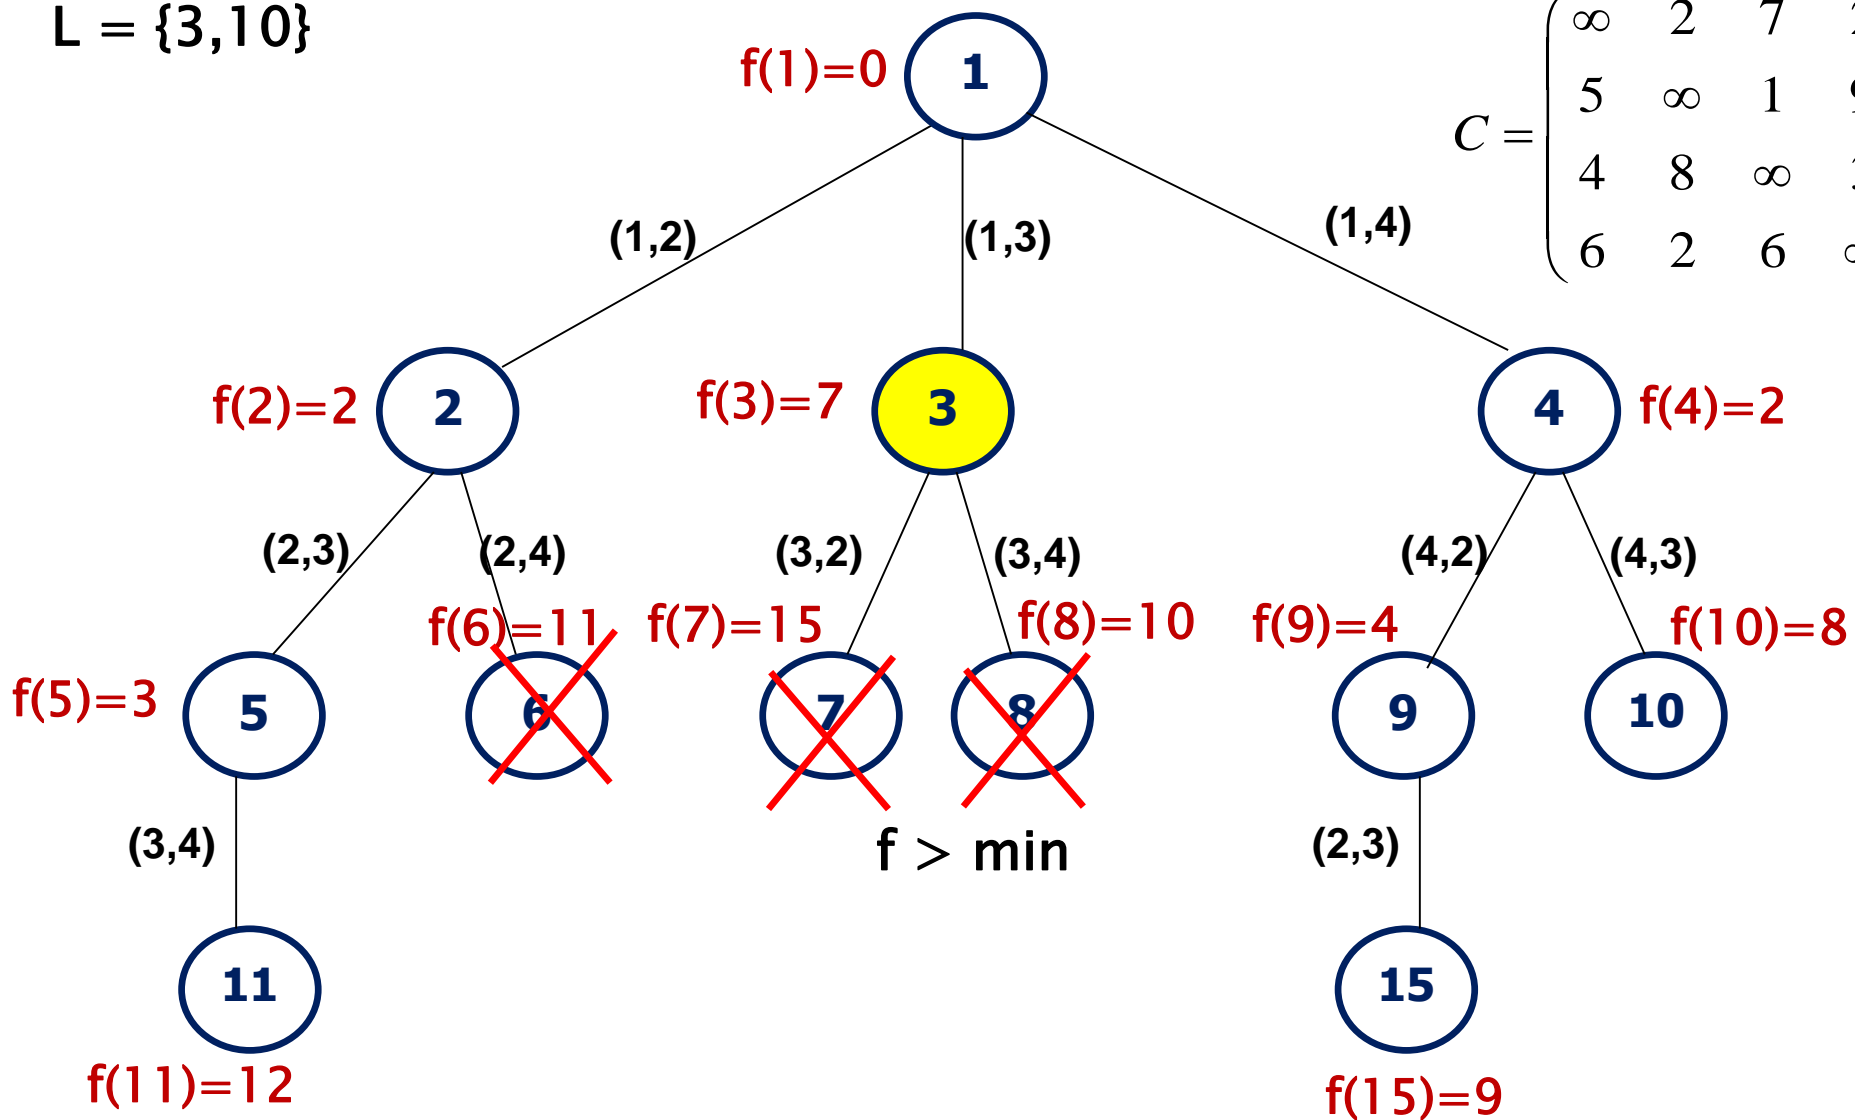 L = {3,10}
f(1)=0
1
∞ 2 7
5 ∞ 1
C =
4 8 ∞
6 2 6
(1,2)
(1,3)
(1,4)
f(2)=2
2
f(3)=7
3
4
f(4)=2
(2,3)
(2,4)
(3,2)
(3,4)
(4,2)
(4,3)
f(6)=11
f(7)=15
f(8)=10
f(9)=4
f(10)=8
f(5)=3
5
6
7
8
9
10
(3,4)
f > min
(2,3)
11
15
f(11)=12
f(15)=9